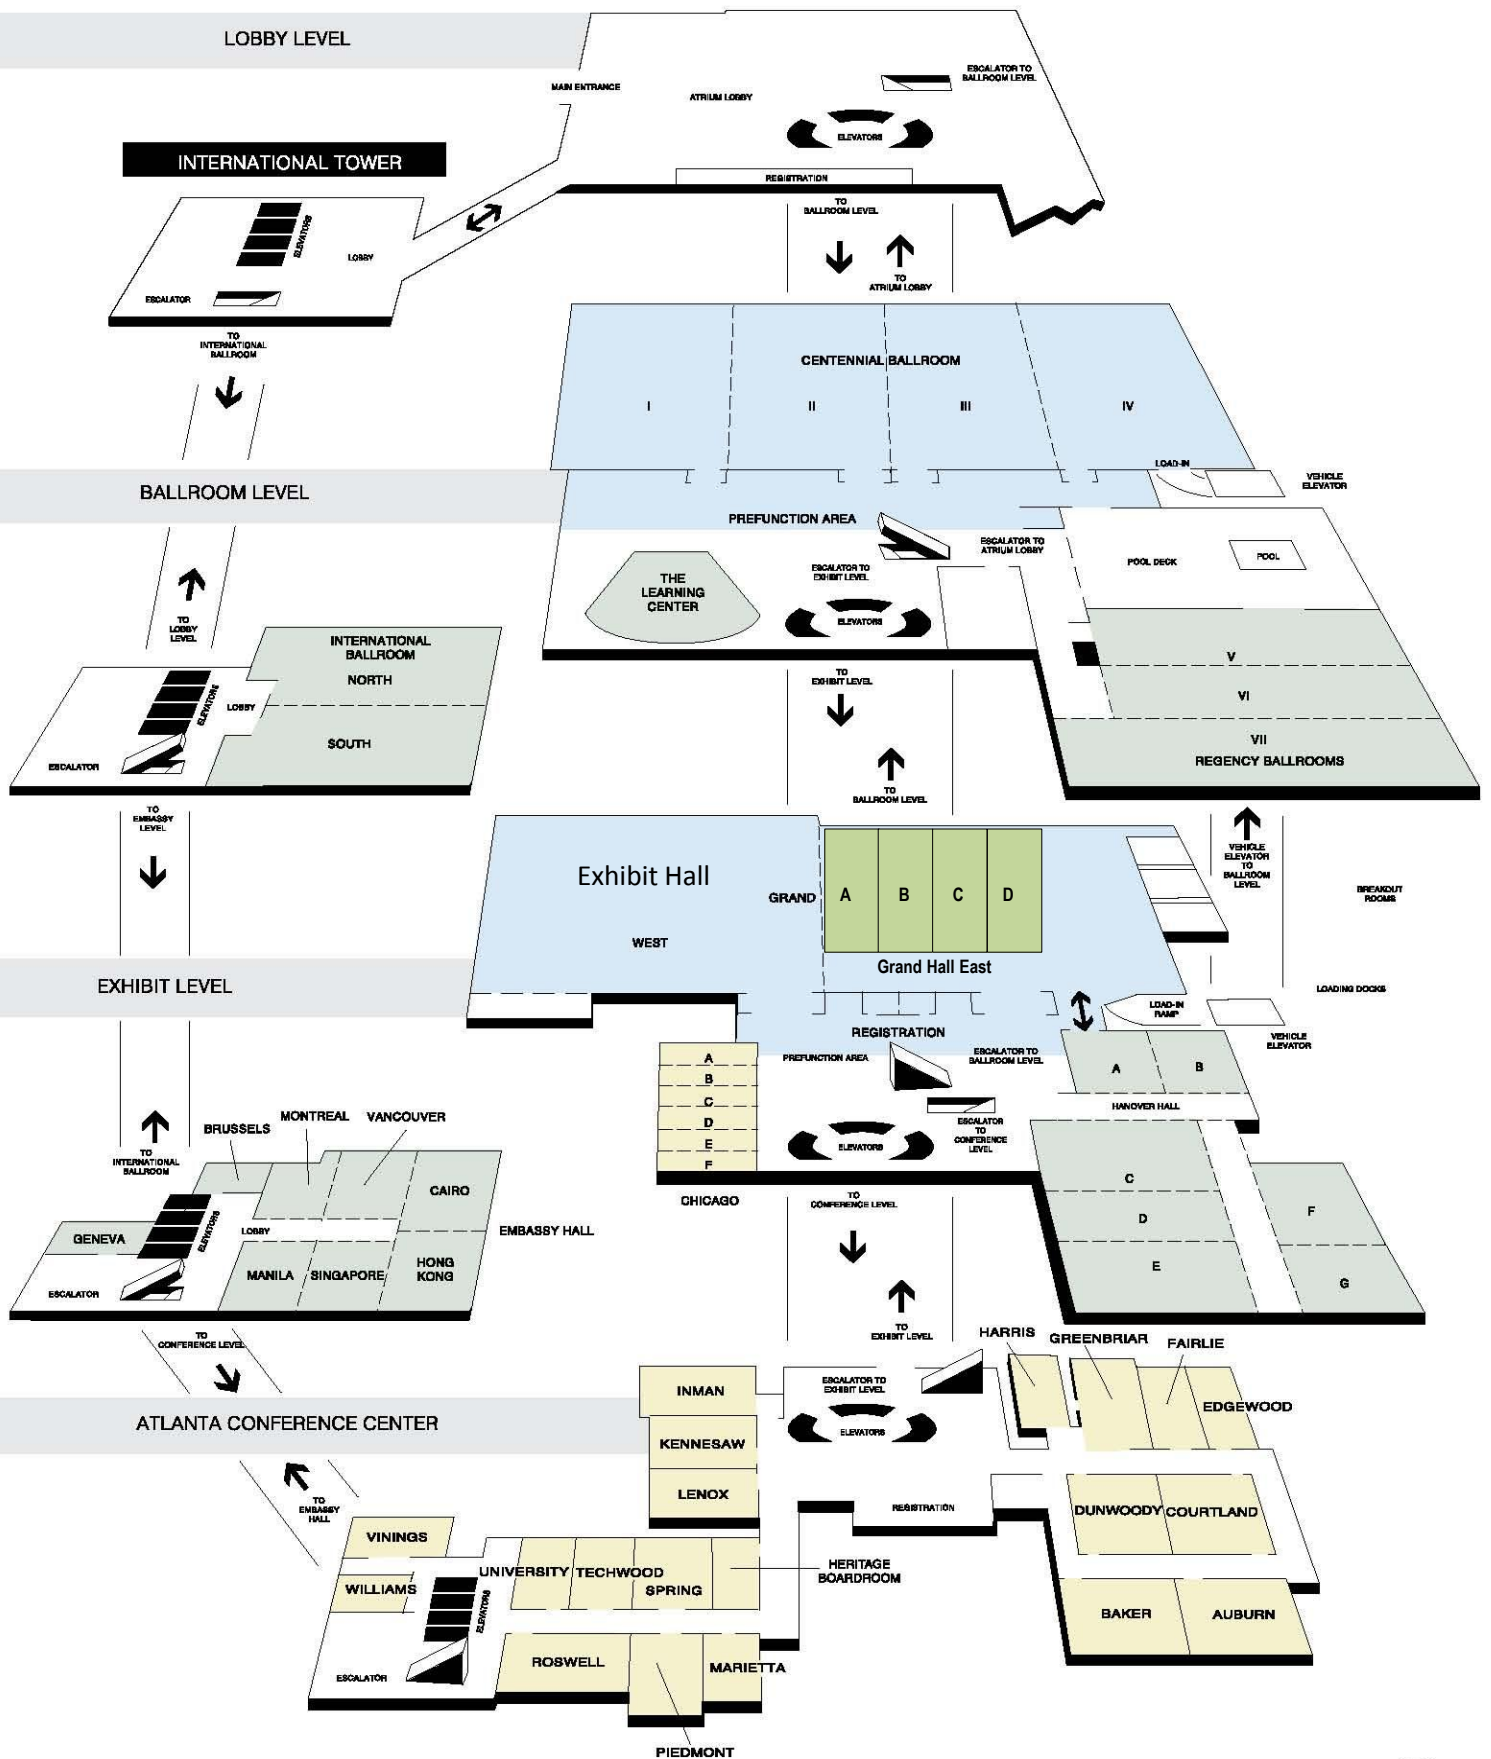 LOBBY LEVEL
MAIN ENTRANCE
ATRIUM LOBBY
ESCALATOR TO
BALLROOM LEVEL
ELEVATORS
REGISTRATION
INTERNATIONAL TOWER
ELEVATORS
LOBBY
ESCALATOR
TO
INTERNATIONAL
BALLROOM
TO
BALLROOM LEVEL
TO
ATRIUM LOBBY
CENTENNIAL BALLROOM
I
II
III
IV
LOAD-IN
VEHICLE
ELEVATOR
BALLROOM LEVEL
PREFUNCTION AREA
ESCALATOR TO
ATRIUM LOBBY
POOL DECK
POOL
THE
LEARNING
CENTER
ESCALATOR TO
EXHIBIT LEVEL
ELEVATORS
TO
LOBBY
LEVEL
INTERNATIONAL
BALLROOM
NORTH
SOUTH
ELEVATORS
LOBBY
ESCALATOR
V
VI
VII
REGENCY BALLROOMS
TO
EXHIBIT LEVEL
TO
BALLROOM LEVEL
TO
EMBASSY
LEVEL
Exhibit Hall
WEST
GRAND
A
B
C
D
Grand Hall East
VEHICLE
ELEVATOR
TO
BALLROOM
LEVEL
BREAKOUT
ROOMS
EXHIBIT LEVEL
LOADING DOCKS
LOAD-IN
RAMP
VEHICLE
ELEVATOR
REGISTRATION
PREFUNCTION AREA
ESCALATOR TO
BALLROOM LEVEL
A
B
C
D
E
F
CHICAGO
ELEVATORS
ESCALATOR
TO
CONFERENCE
LEVEL
A
B
HANOVER HALL
C
D
E
F
G
TO
INTERNATIONAL
BALLROOM
BRUSSELS
MONTREAL
VANCOUVER
CAIRO
GENEVA
ELEVATORS
LOBBY
EMBASSY HALL
MANILA
SINGAPORE
HONG
KONG
ESCALATOR
TO
CONFERENCE LEVEL
TO
CONFERENCE LEVEL
TO
EXHIBIT LEVEL
HARRIS
GREENBRIAR
FAIRLIE
EDGEWOOD
INMAN
ESCALATOR TO
EXHIBIT LEVEL
ELEVATORS
ATLANTA CONFERENCE CENTER
KENNESAW
LENOX
REGISTRATION
DUNWOODY
COURTLAND
BAKER
AUBURN
TO
EMBASSY
HALL
VININGS
WILLIAMS
ELEVATORS
UNIVERSITY
TECHWOOD
SPRING
HERITAGE
BOARDROOM
ESCALATOR
ROSWELL
MARIETTA
PIEDMONT